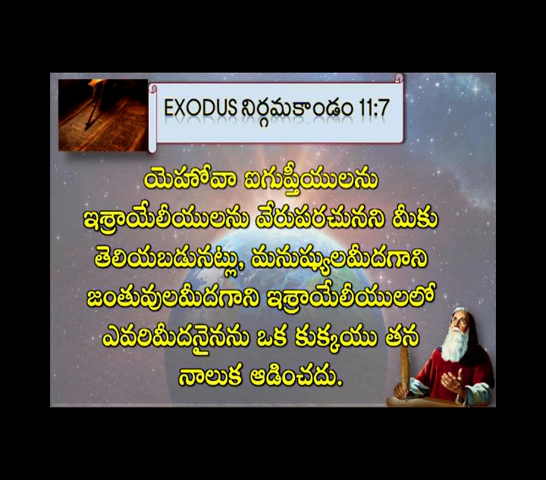 EXODUS నిర్గమకాండం 11:7
యెహోవా ఐగుప్తీయులను
ఇశ్రాయేలీయులను వేరుపరచునని మీకు
తెలియబడునట్లు, మనుష్యులమీదగాని
జంతువులమీదగాని ఇశ్రాయేలీయులలో
ఎవరిమీదనైనను ఒక కుక్కయు తన
నాలుక ఆడించదు.